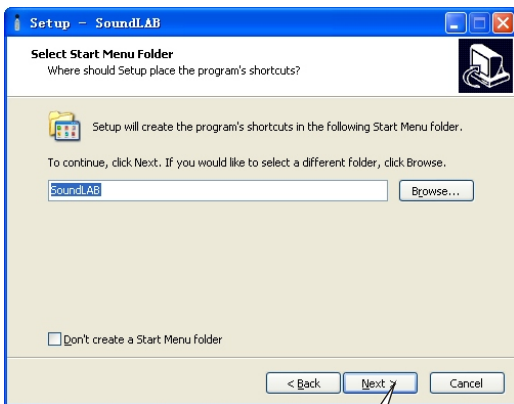 Setup - SoundLAB
Select Start Menu Folder
Where should Setup place the program's shortcuts?
Setup will create the program's shortcuts in the following Start Menu folder.
To continue, click Next. If you would like to select a different folder, click Browse.
SoundLAB
Browse...
Don't create a Start Menu folder
< Back
Next >
Cancel